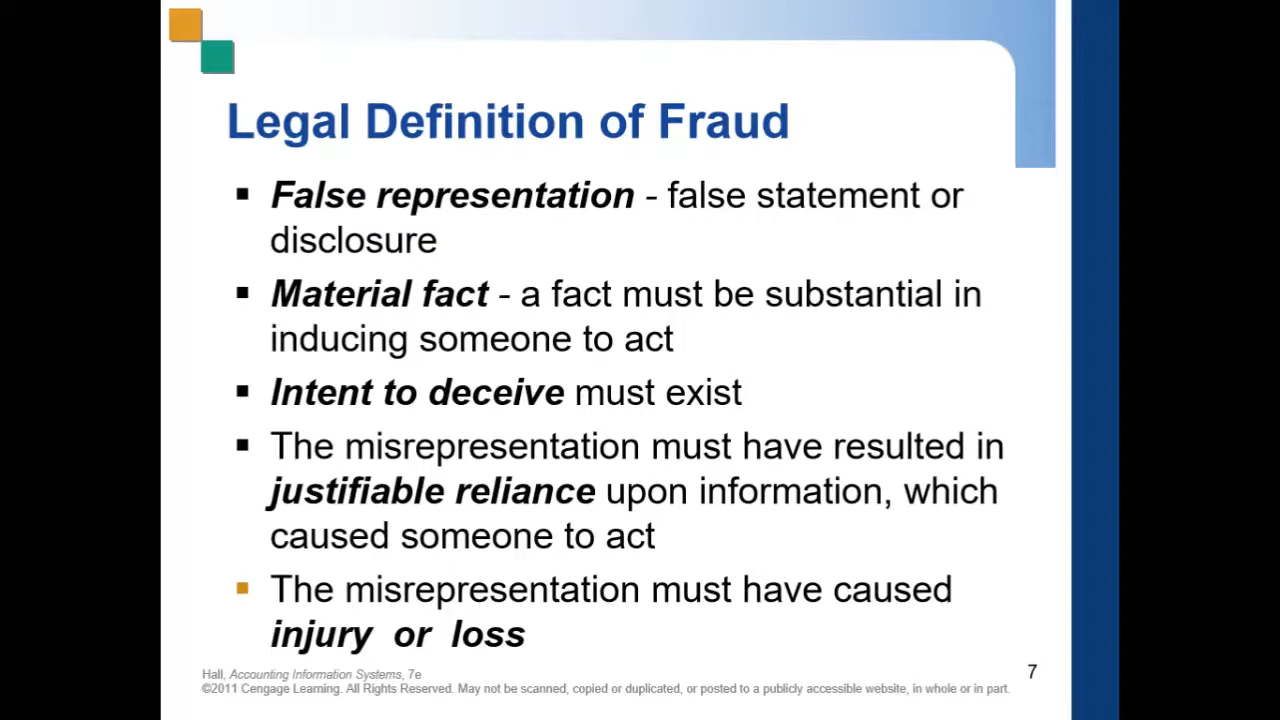 Legal Definition of Fraud
▪ False representation - false statement or
disclosure
▪ Material fact - a fact must be substantial in
inducing someone to act
▪ Intent to deceive must exist
▪ The misrepresentation must have resulted in
justifiable reliance upon information, which
caused someone to act
▪ The misrepresentation must have caused
injury or loss
Hall, Accounting Information Systems, 7e
©2011 Cengage Learning. All Rights Reserved. May not be scanned, copied or duplicated, or posted to a publicly accessible website, in whole or in part.
7